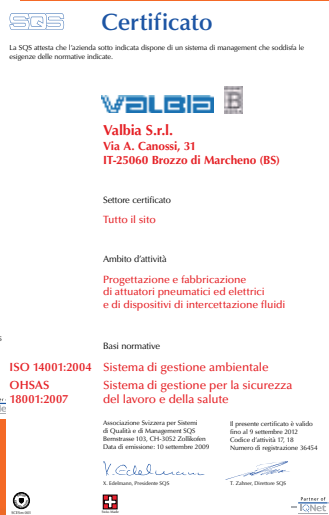 SQS
Certificato
La SQS attesta che l'azienda sotto indicata dispone di un sistema di management che soddisfa le
esigenze delle normative indicate.
VALBIA B
Valbia S.r.l.
Via A. Canossi, 31
IT-25060 Brozzo di Marcheno (BS)
Settore certificato
Tutto il sito
Ambito d'attività
Progettazione e fabbricazione
di attuatori pneumatici ed elettrici
e di dispositivi di intercettazione fluidi
Basi normative
ISO 14001:2004 Sistema di gestione ambientale
OHSAS Sistema di gestione per la sicurezza
18001:2007 del lavoro e della salute
Associazione Svizzera per Sistemi
di Qualità e di Management SQS
Bernstrasse 103, CH-3052 Zollikofen
Data di emissione: 10 settembre 2009
Il presente certificato è valido
fino al 9 settembre 2012
Codice d'attività 17, 18
Numero di registrazione 36454
X. Edelmann
X. Edelmann, Presidente SQS
T. Zahner, Direttore SQS
Swiss Made
Partner of
IQNet